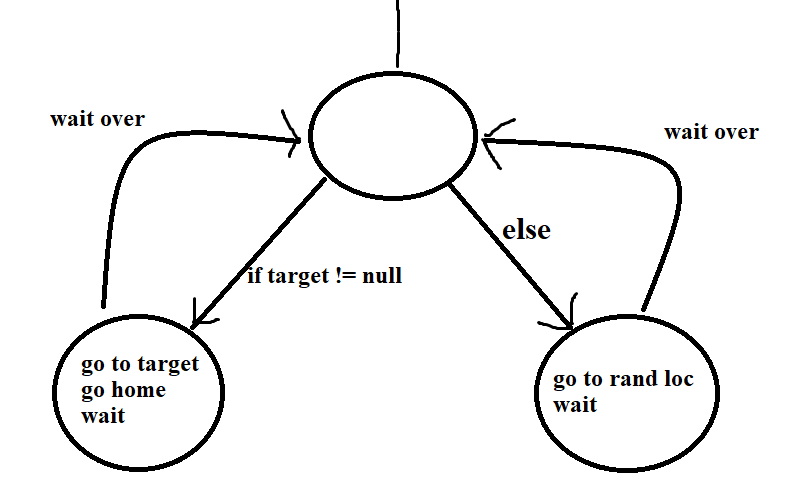 wait over
wait over
else
if target != null
go to target
go home
wait
go to rand loc
wait